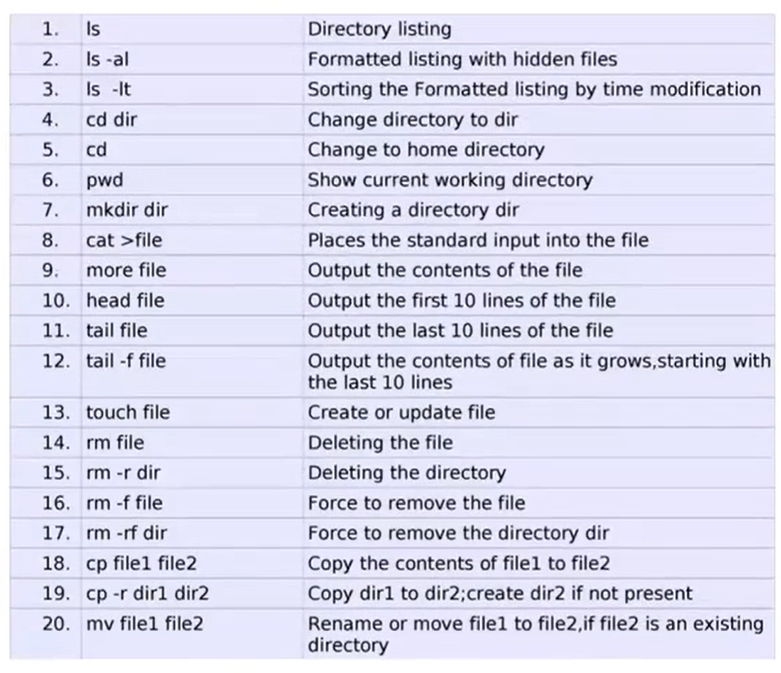 1. ls Directory listing
2. ls -al Formatted listing with hidden files
3. ls -lt Sorting the Formatted listing by time modification
4. cd dir Change directory to dir
5. cd Change to home directory
6. pwd Show current working directory
7. mkdir dir Creating a directory dir
8. cat >file Places the standard input into the file
9. more file Output the contents of the file
10. head file Output the first 10 lines of the file
11. tail file Output the last 10 lines of the file
12. tail -f file Output the contents of file as it grows,starting with
the last 10 lines
13. touch file Create or update file
14. rm file Deleting the file
15. rm -r dir Deleting the directory
16. rm -f file Force to remove the file
17. rm -rf dir Force to remove the directory dir
18. cp file1 file2 Copy the contents of file1 to file2
19. cp -r dir1 dir2 Copy dir1 to dir2;create dir2 if not present
20. mv file1 file2 Rename or move file1 to file2,if file2 is an existing
directory